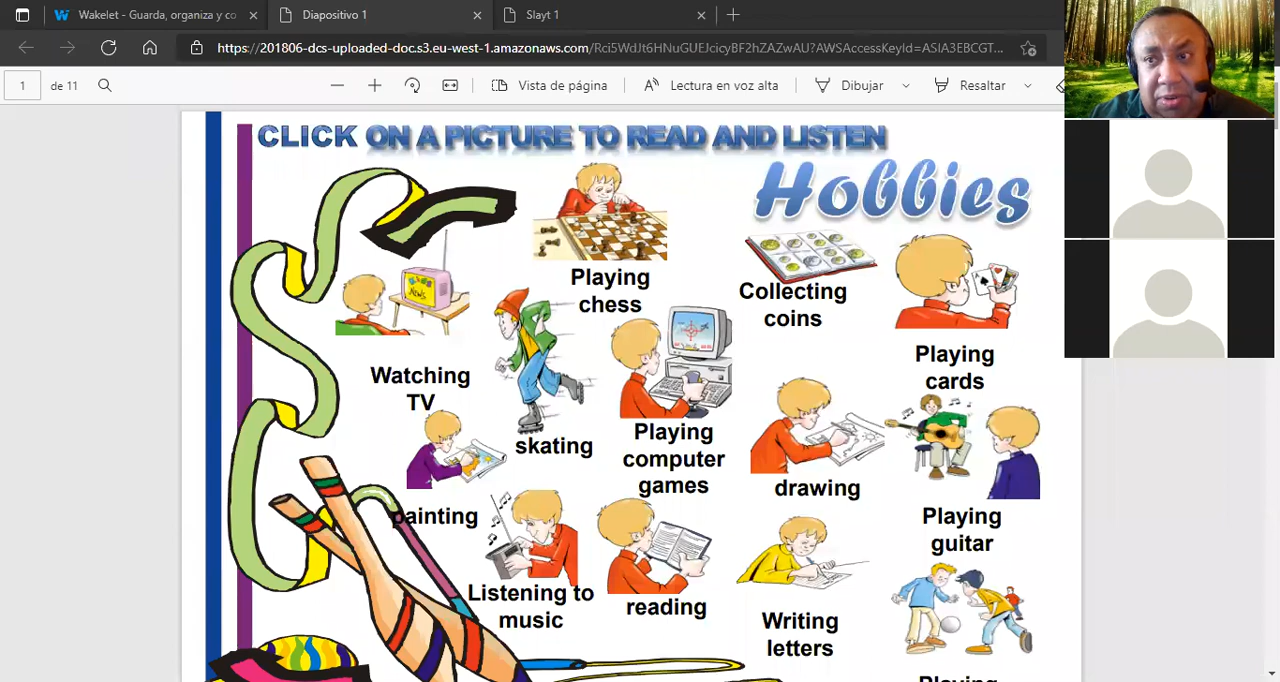 Wakelet - Guarda, organiza y co
Diapositivo 1
Slayt 1
https://201806-dcs-uploaded-doc.s3.eu-west-1.amazonaws.com/Rci5WdJt6HNuGUEJcicyBF2hZAZwAU?AWSAccessKeyId=ASIA3EBCGT...
1 de 11
Vista de página
Lectura en voz alta
Dibujar
Resaltar
CLICK ON A PICTURE TO READ AND LISTEN
Hobbies
NEWS
Playing
chess
Collecting
coins
Playing
cards
Watching
TV
skating
Playing
computer
games
drawing
Playing
guitar
painting
Listening to
music
reading
Writing
letters
Playing